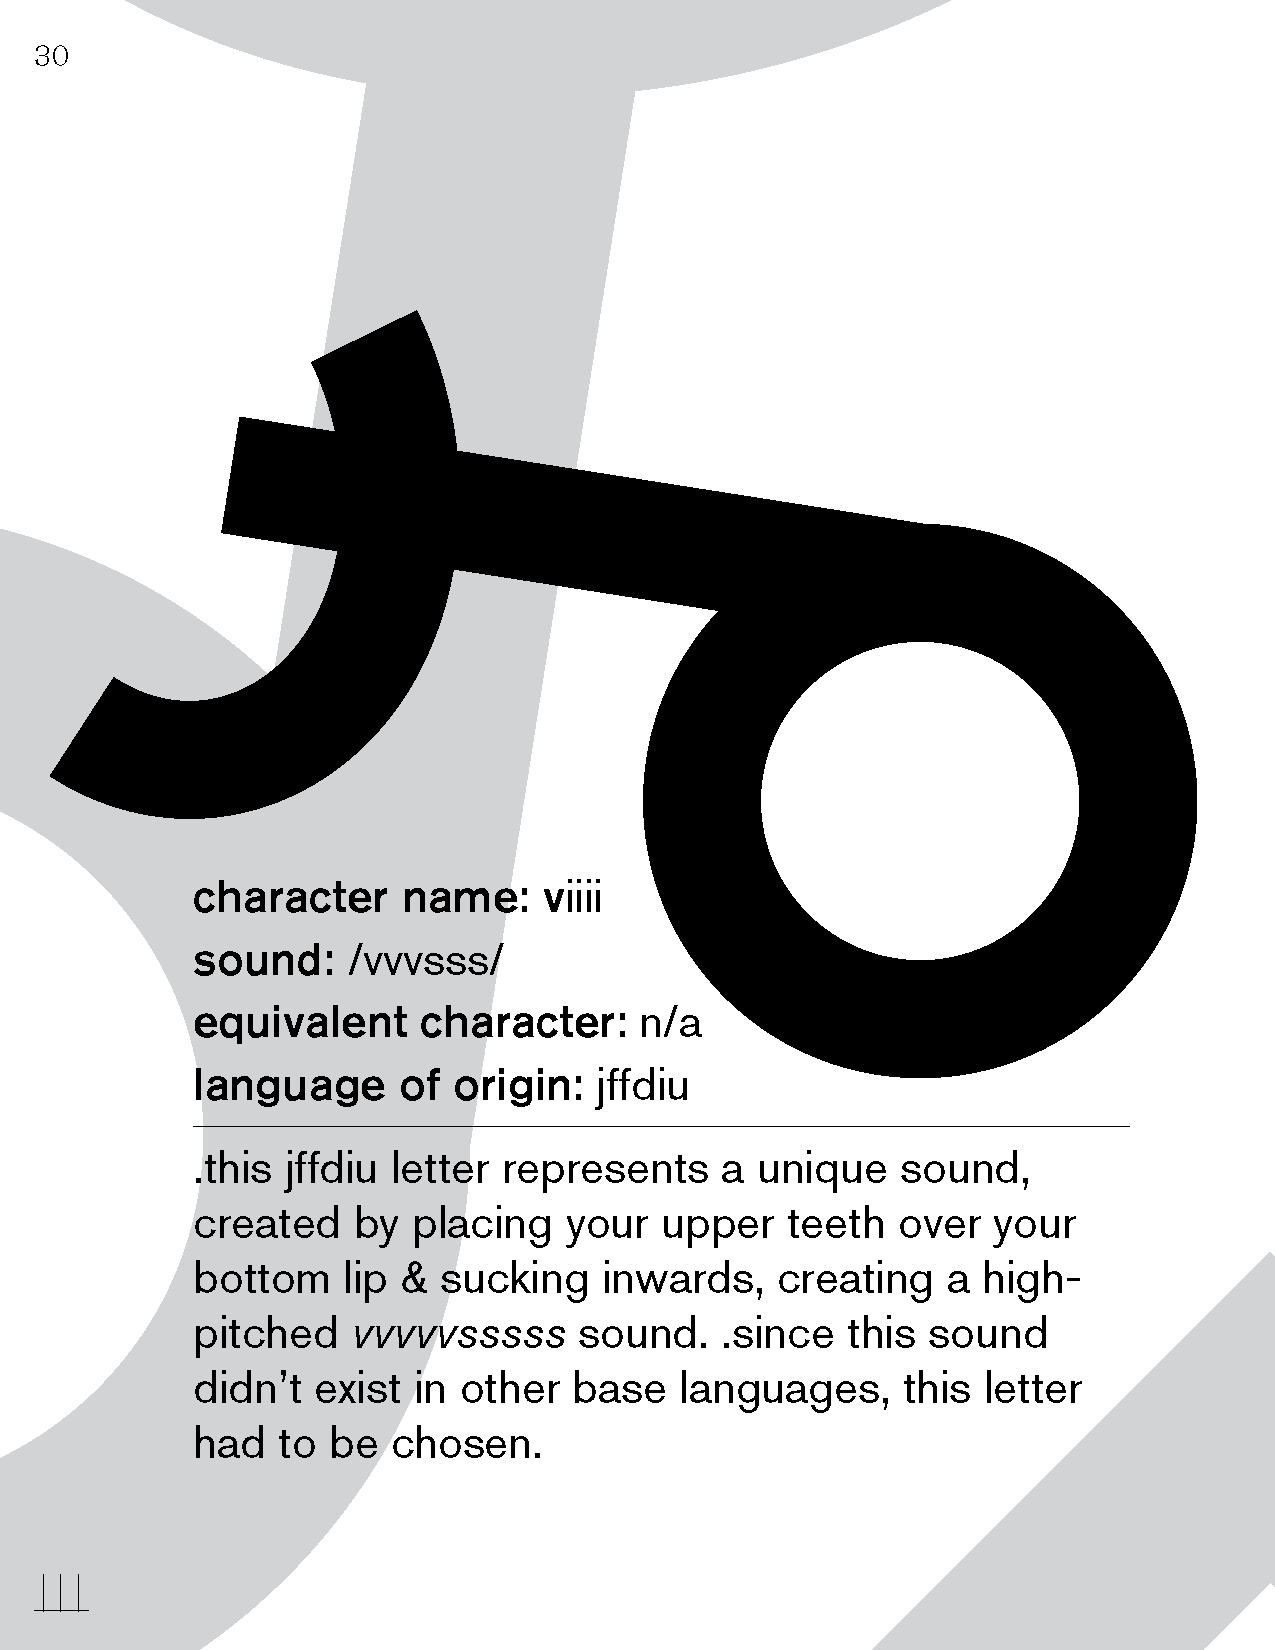 30
character name: viiii
sound: /vvvsss/
equivalent character: n/a
language of origin: jffdiu
.this jffdiu letter represents a unique sound,
created by placing your upper teeth over your
bottom lip & sucking inwards, creating a high-
pitched vvvvvsssss sound. .since this sound
didn’t exist in other base languages, this letter
had to be chosen.